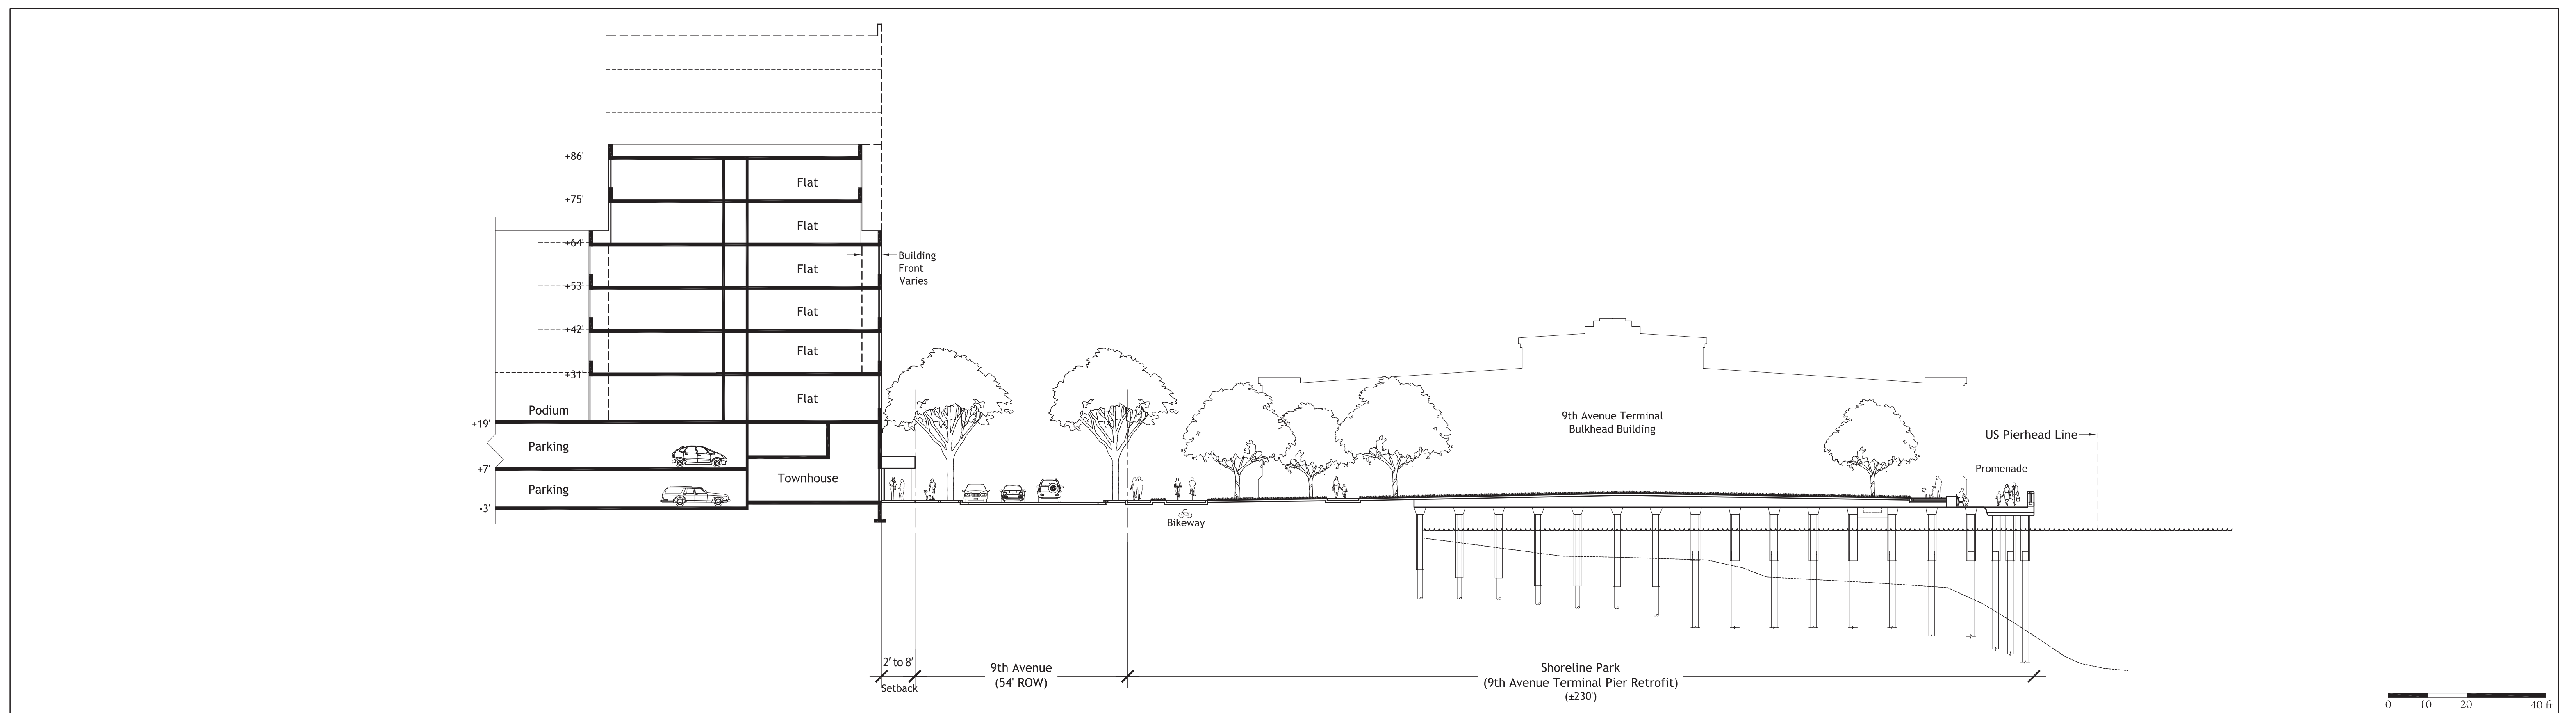 +86'
Flat
+75'
Flat
+64'
Building
Front
Varies
Flat
+53'
Flat
+42'
Flat
+31'
Flat
Podium
+19'
Parking
+7'
Townhouse
Parking
-3'
9th Avenue Terminal
Bulkhead Building
US Pierhead Line
Promenade
Bikeway
2' to 8'
Setback
9th Avenue
(54' ROW)
Shoreline Park
(9th Avenue Terminal Pier Retrofit)
(±230')
0 10 20 40 ft